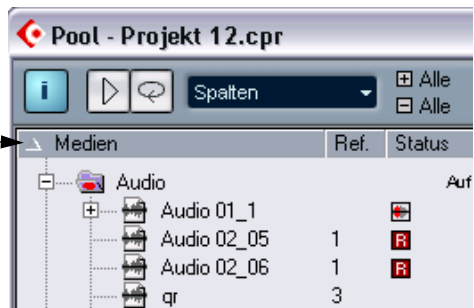 Pool - Projekt 12.cpr
i Spalten Alle
Alle
Medien Ref. Status
Audio Auf
Audio 01_1
Audio 02_05 1 R
Audio 02_06 1 R
qr 3